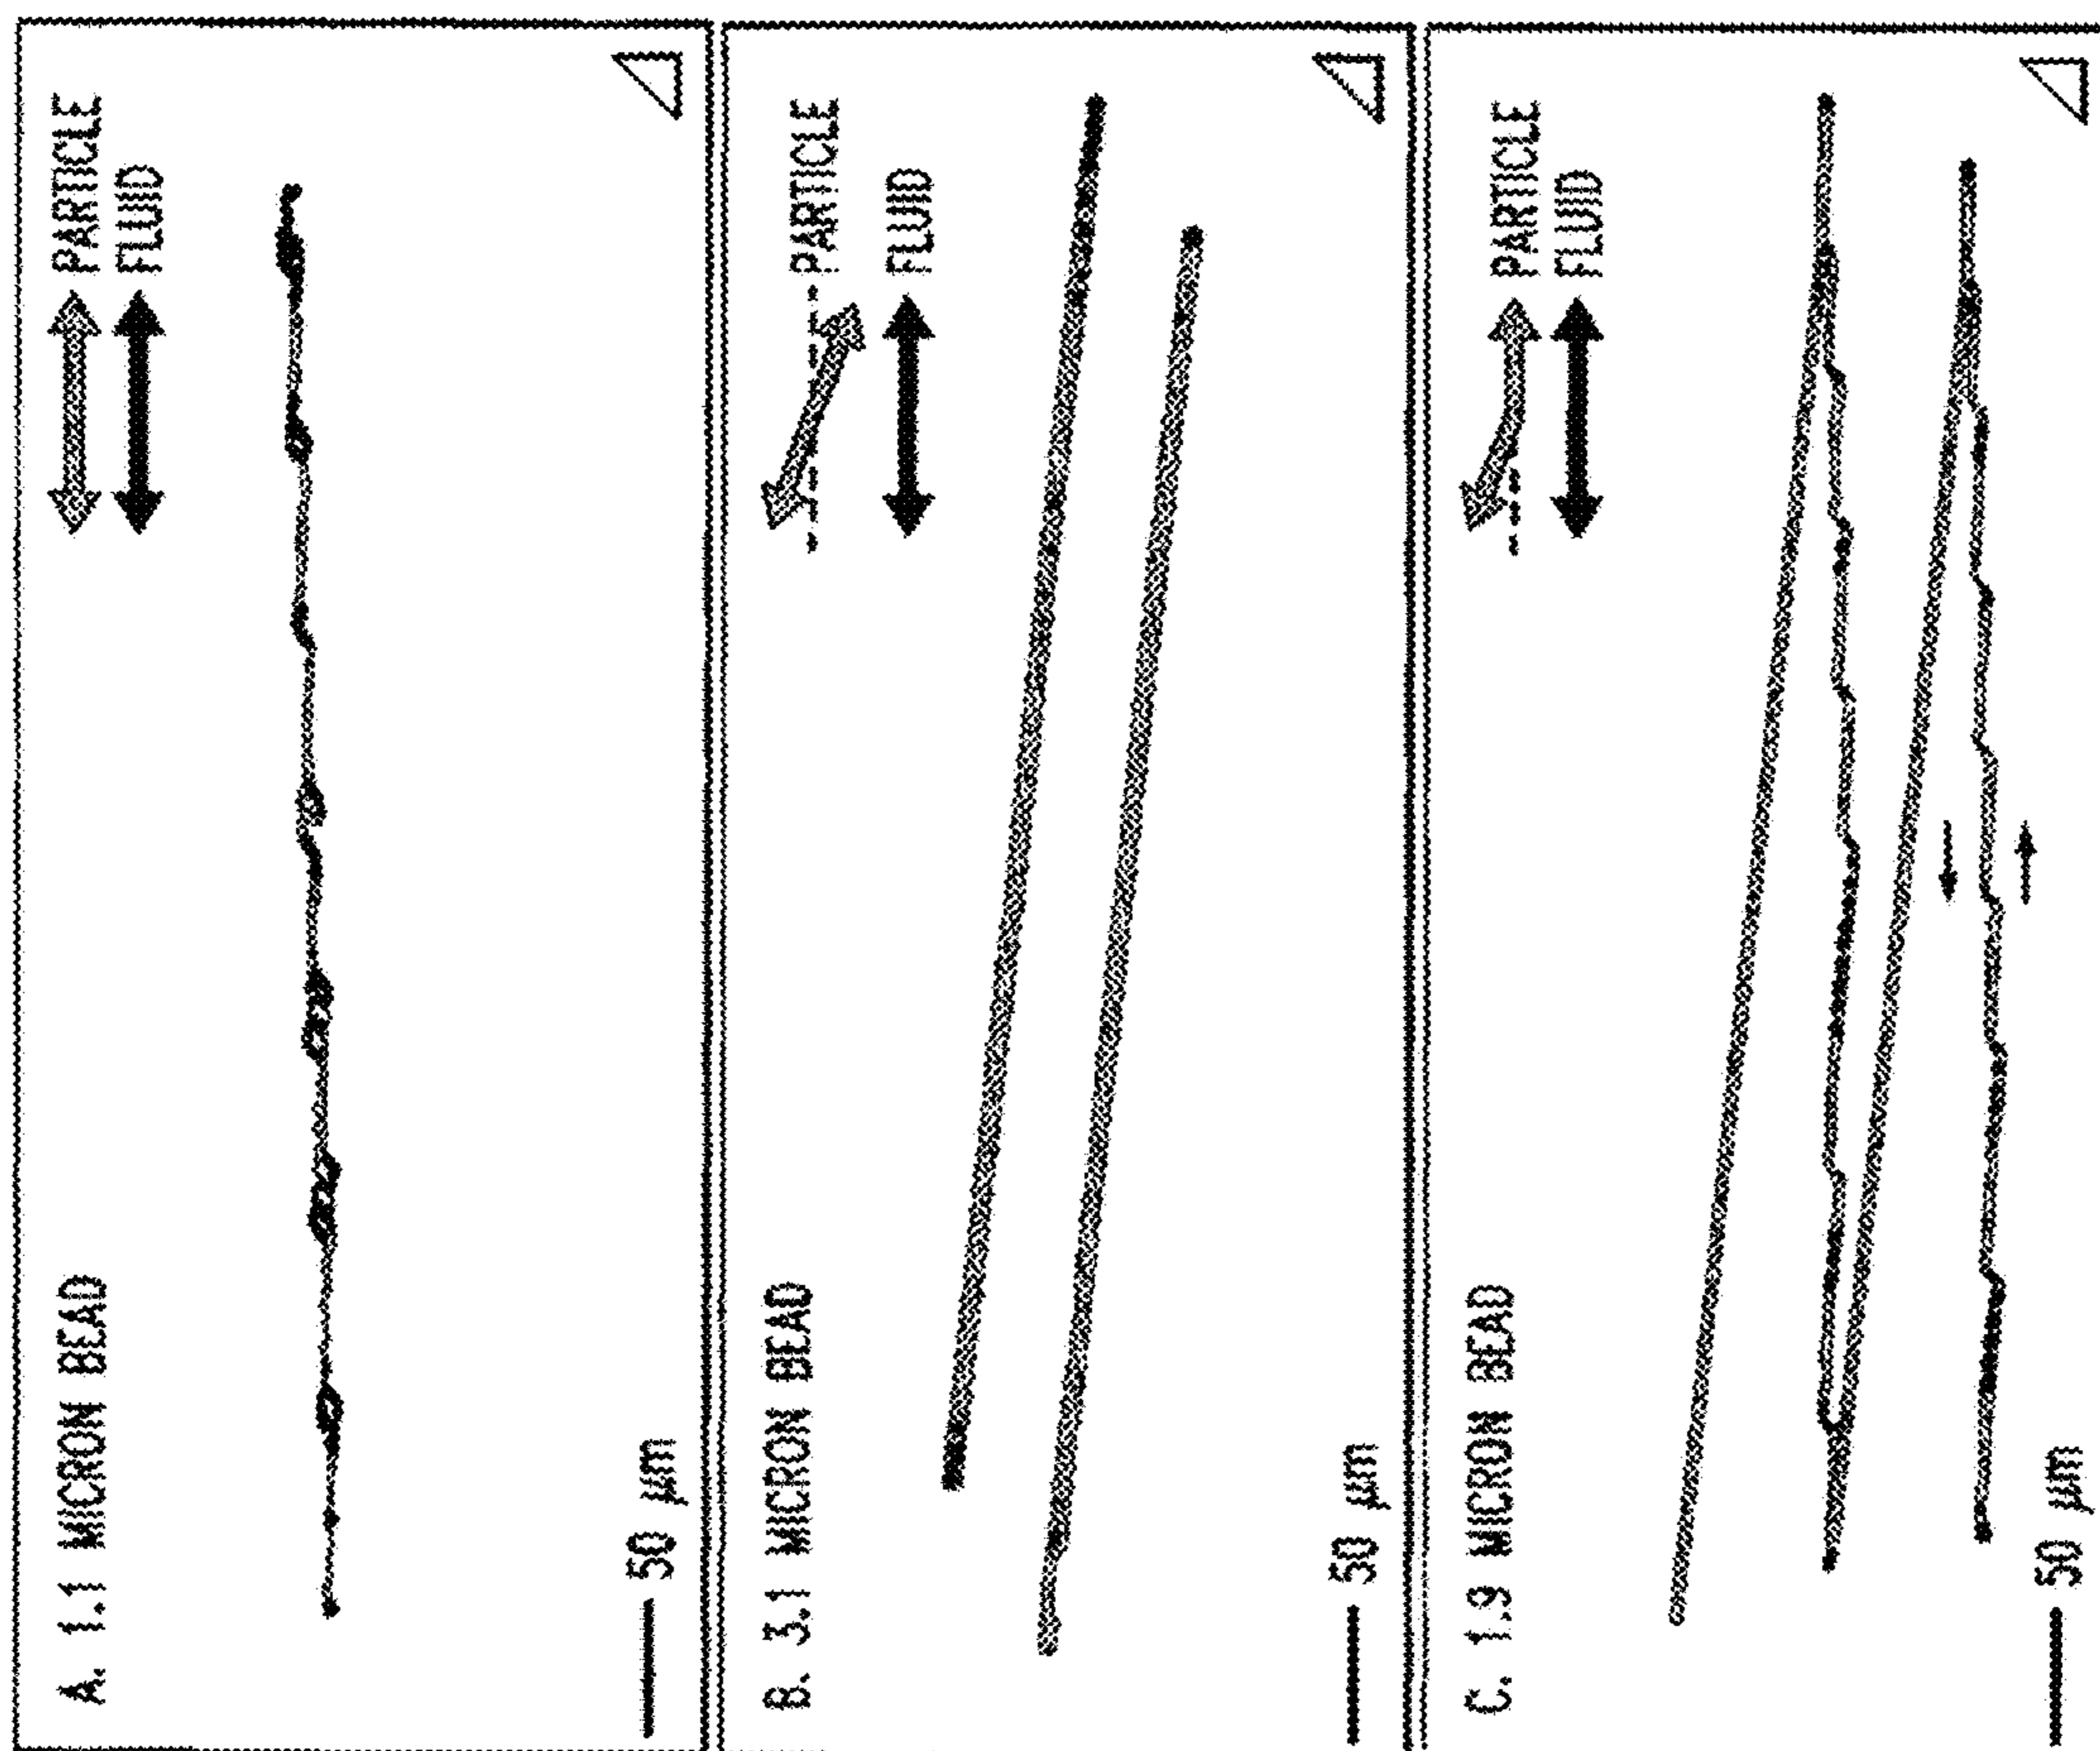 A. 1.1 MICRON BEAD
PARTICLE
FLUID
50 µm
B. 3.1 MICRON BEAD
PARTICLE
FLUID
50 µm
C. 1.9 MICRON BEAD
PARTICLE
FLUID
50 µm